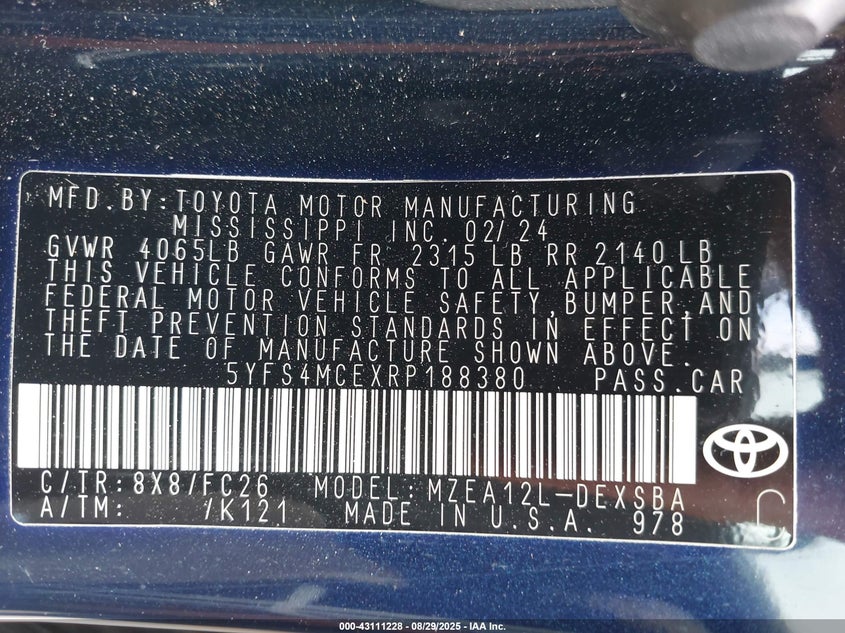 MFD. BY: TOYOTA MOTOR MANUFACTURING
MISSISSIPPI INC. 02/24
GVWR 4065LB GAWR FR 2315 LB RR 2140 LB
THIS VEHICLE CONFORMS TO ALL APPLICABLE
FEDERAL MOTOR VEHICLE SAFETY, BUMPER, AND
THEFT PREVENTION STANDARDS IN EFFECT ON
THE DATE OF MANUFACTURE SHOWN ABOVE.
5YFS4MCEXRP188380 PASS. CAR
C/TR: 8X8/FC26 MODEL: MZEA12L-DEXSBA
A/TM: /K121 MADE IN U.S.A. 978
C
000-43111228 - 08/29/2025 - IAA Inc.